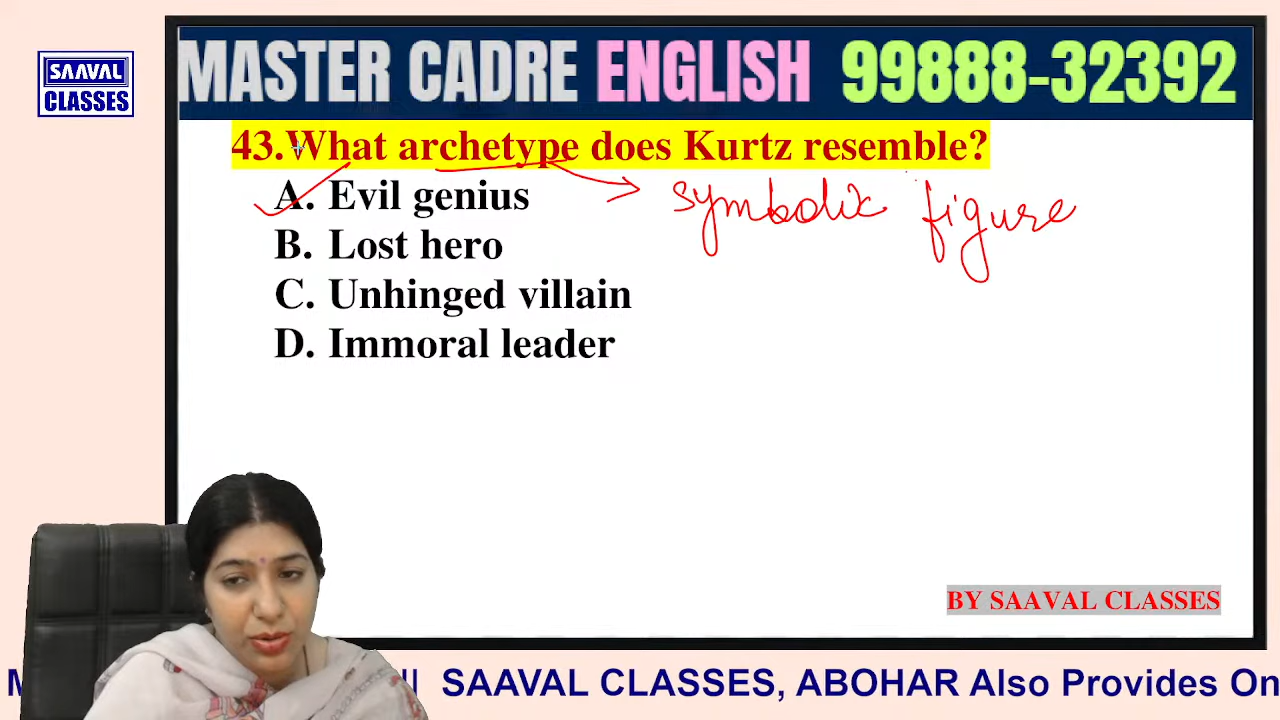 SAAVAL
CLASSES
MASTER CADRE ENGLISH 99888-32392
43.What archetype does Kurtz resemble?
A. Evil genius
symbolic figure
B. Lost hero
C. Unhinged villain
D. Immoral leader
BY SAAVAL CLASSES
SAAVAL CLASSES, ABOHAR Also Provides On